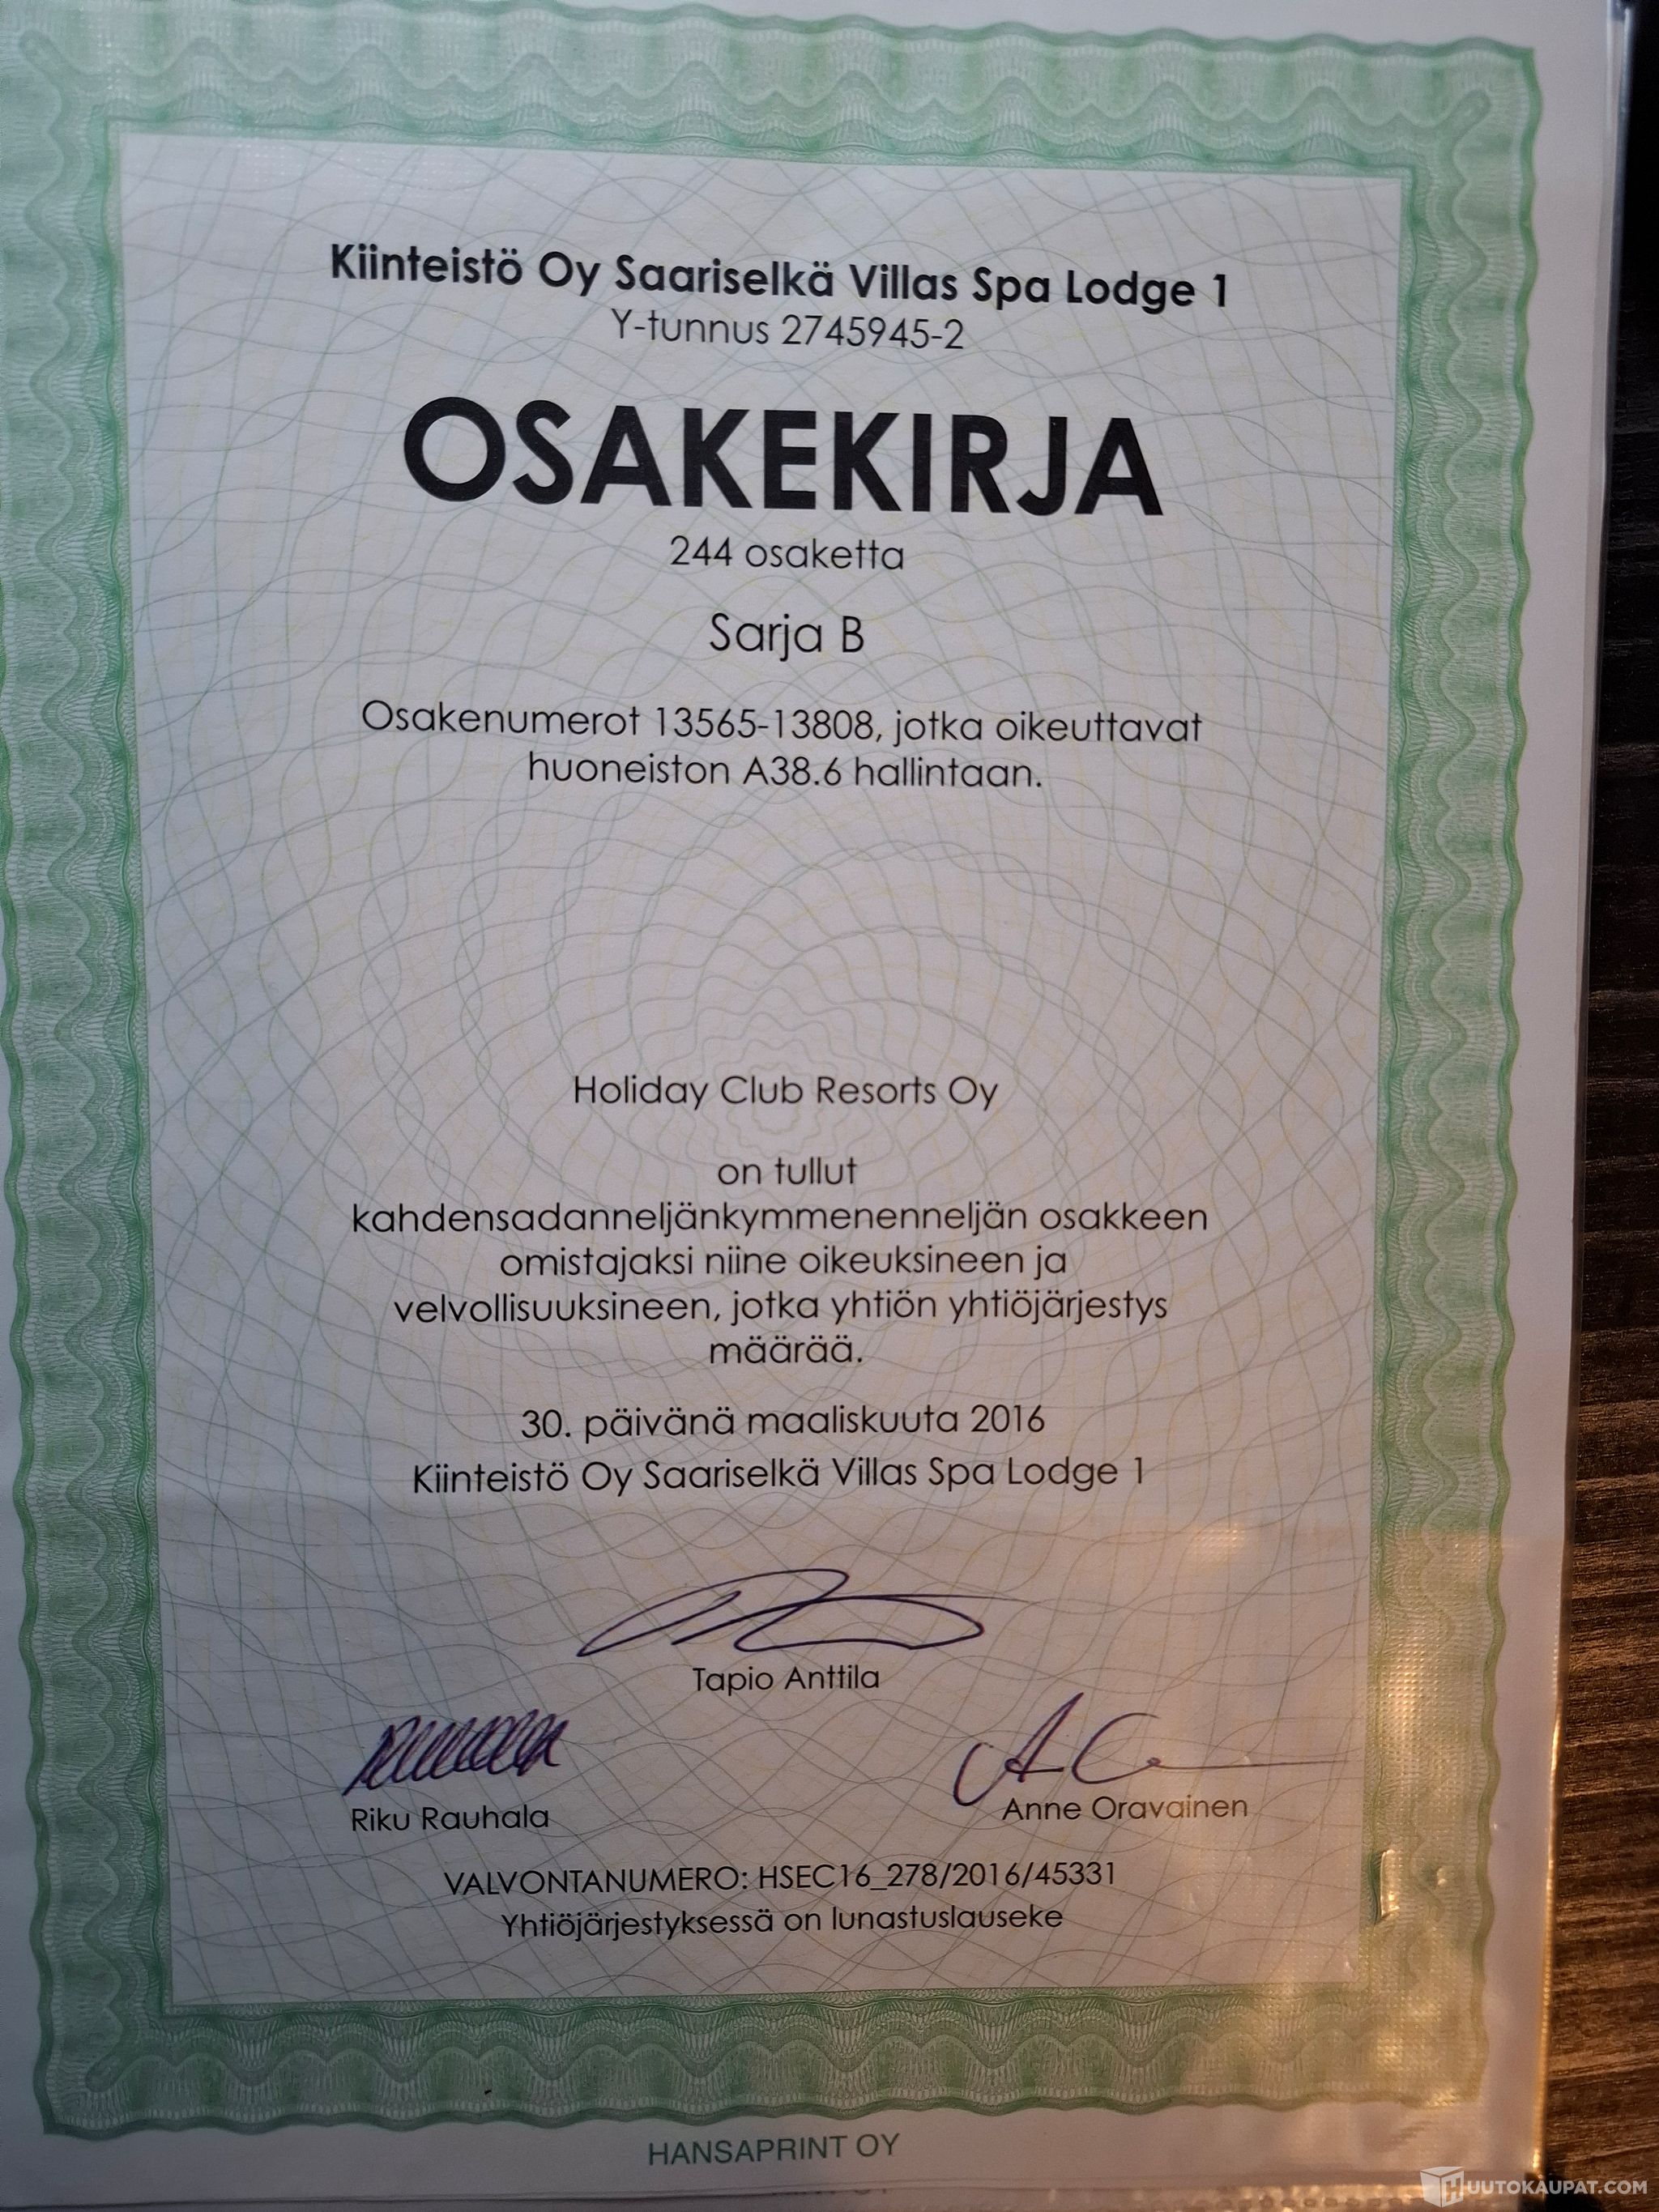 Kiinteistö Oy Saariselkä Villas Spa Lodge 1
Y-tunnus 2745945-2
OSAKEKIRJA
244 osaketta
Sarja B
Osakenumerot 13565-13808, jotka oikeuttavat
huoneiston A38.6 hallintaan.
Holiday Club Resorts Oy
on tullut
kahdensadanneljänkymmenenneljän osakkeen
omistajaksi niine oikeuksineen ja
velvollisuuksineen, jotka yhtiön yhtiöjärjestys
määrää.
30. päivänä maaliskuuta 2016
Kiinteistö Oy Saariselkä Villas Spa Lodge 1
Tapio Anttila
Riku Rauhala
Anne Oravainen
VALVONTANUMERO: HSEC16_278/2016/45331
Yhtiöjärjestyksessä on lunastuslauseke
HANSAPRINT OY
HUUTOKAUPAT.COM